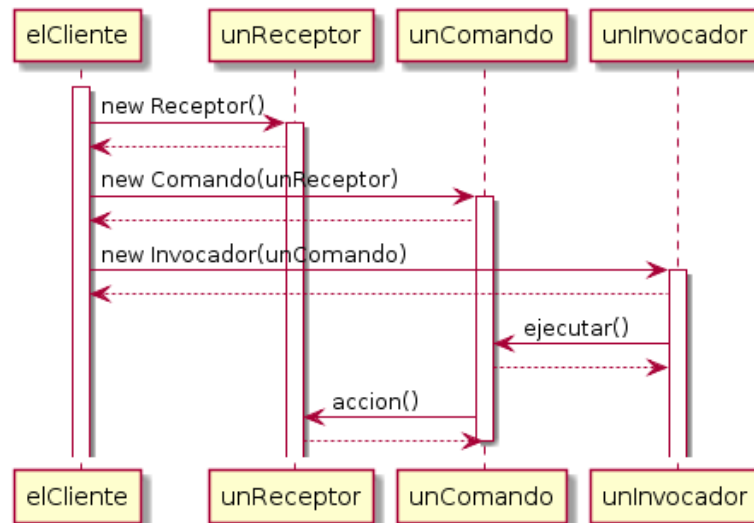 elCliente unReceptor unComando unInvocador
new Receptor()
new Comando(unReceptor)
new Invocador(unComando)
ejecutar()
accion()
elCliente unReceptor unComando unInvocador